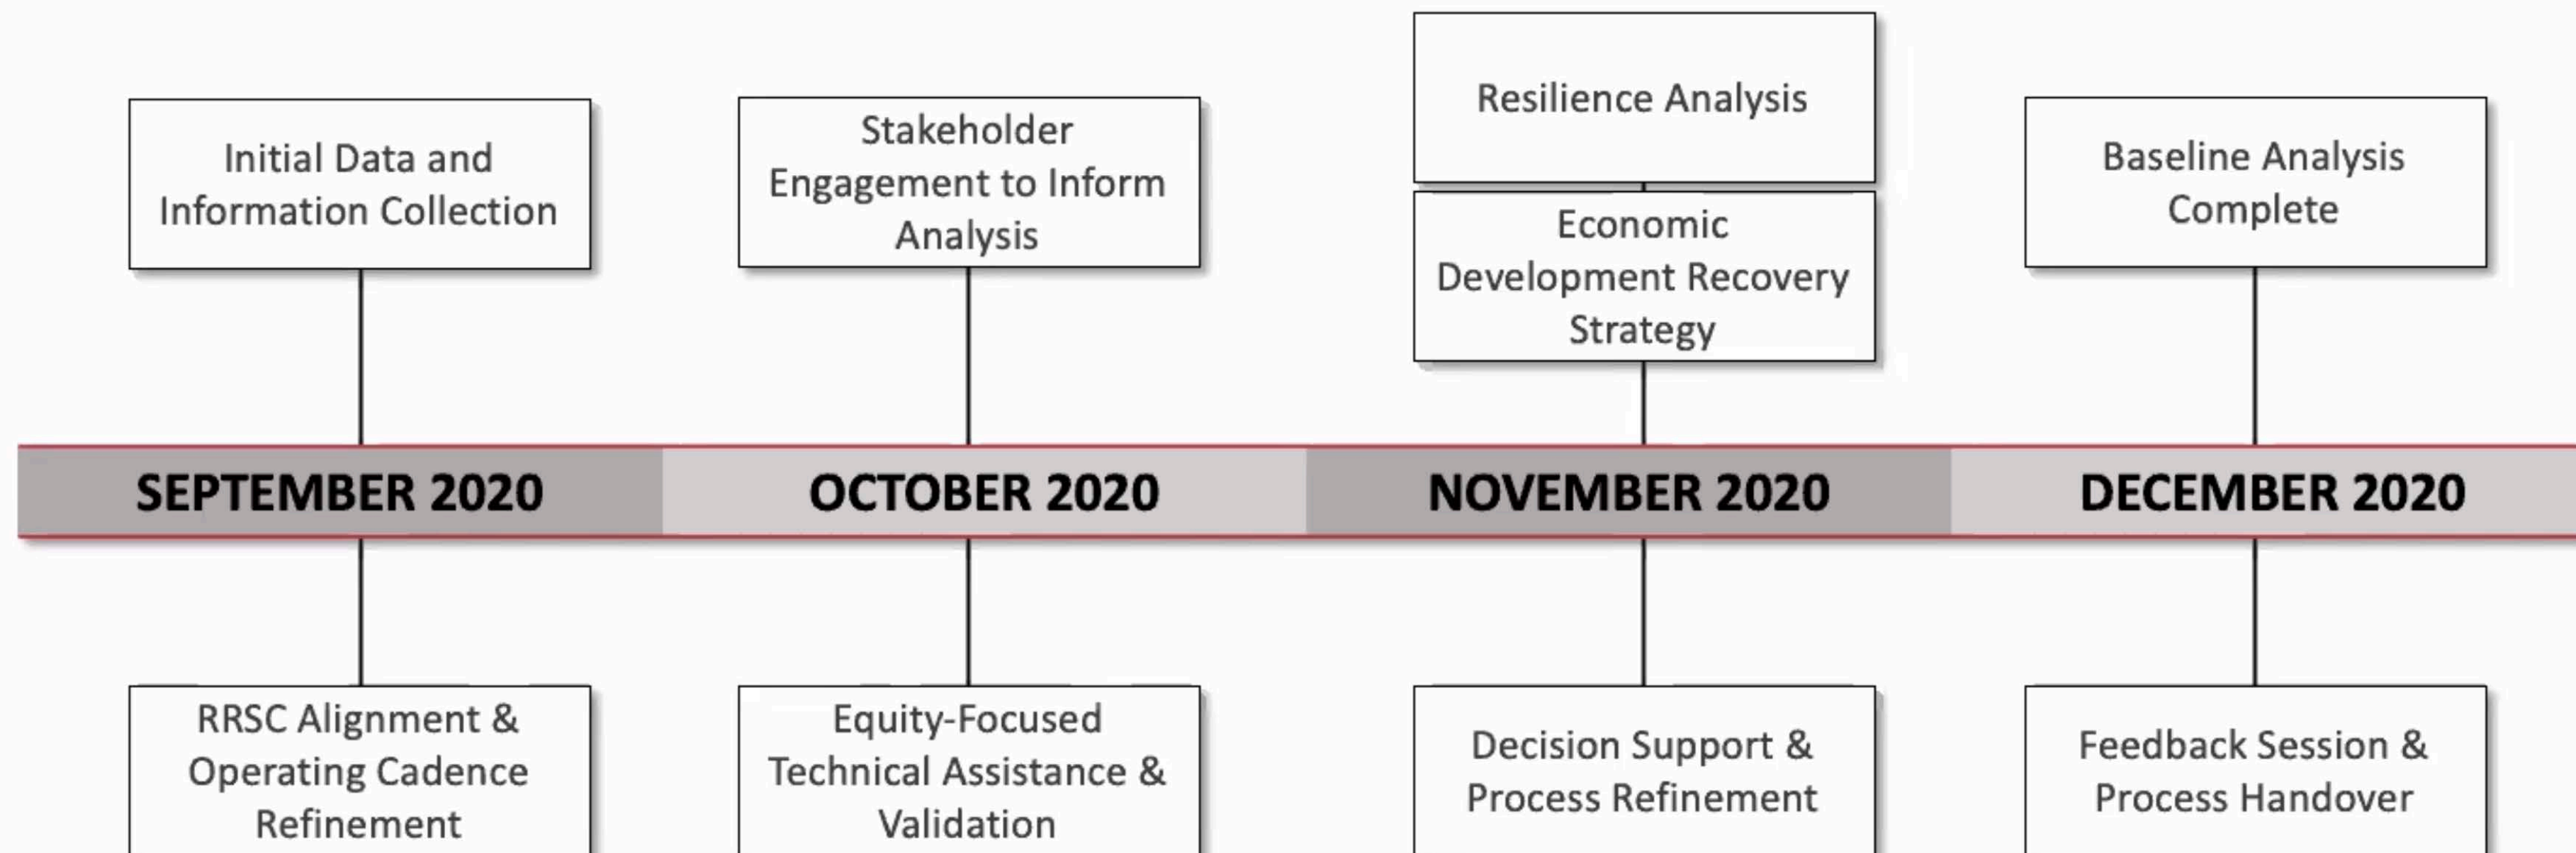 Initial Data and
Information Collection
Stakeholder
Engagement to Inform
Analysis
Resilience Analysis
Economic
Development Recovery
Strategy
Baseline Analysis
Complete
SEPTEMBER 2020
OCTOBER 2020
NOVEMBER 2020
DECEMBER 2020
RRSC Alignment &
Operating Cadence
Refinement
Equity-Focused
Technical Assistance &
Validation
Decision Support &
Process Refinement
Feedback Session &
Process Handover